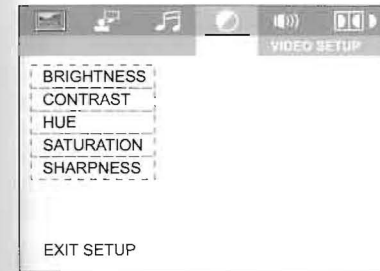 VIDEO SETUP
BRIGHTNESS
CONTRAST
HUE
SATURATION
SHARPNESS
EXIT SETUP